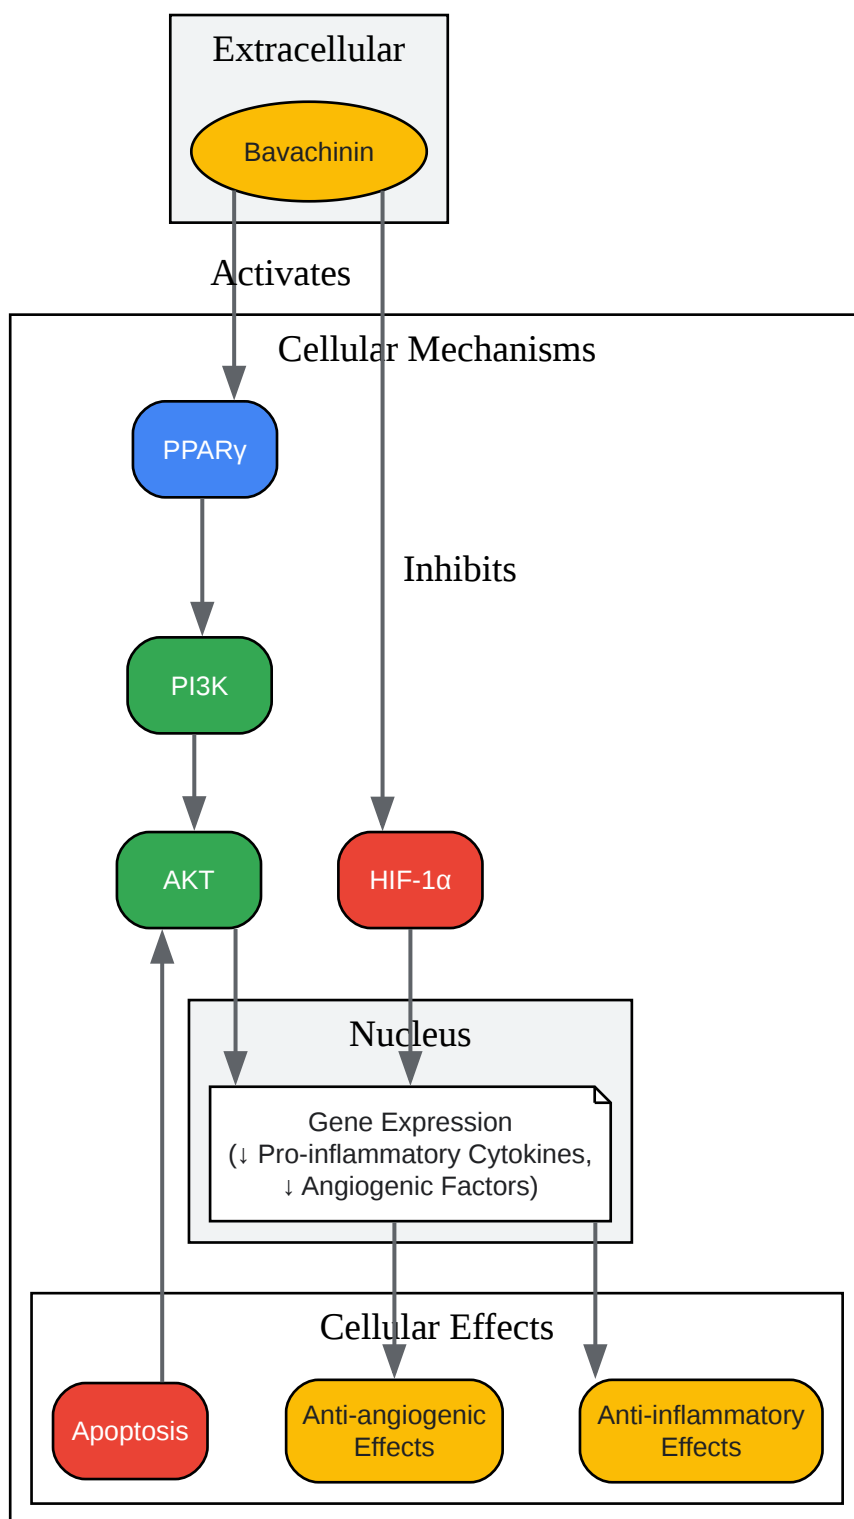 Extracellular
Bavachinin
Activates
Cellular Mechanisms
PPARγ
Inhibits
PI3K
AKT
HIF-1α
Nucleus
Gene Expression
(↓ Pro-inflammatory Cytokines,
↓ Angiogenic Factors)
Cellular Effects
Apoptosis
Anti-angiogenic
Effects
Anti-inflammatory
Effects